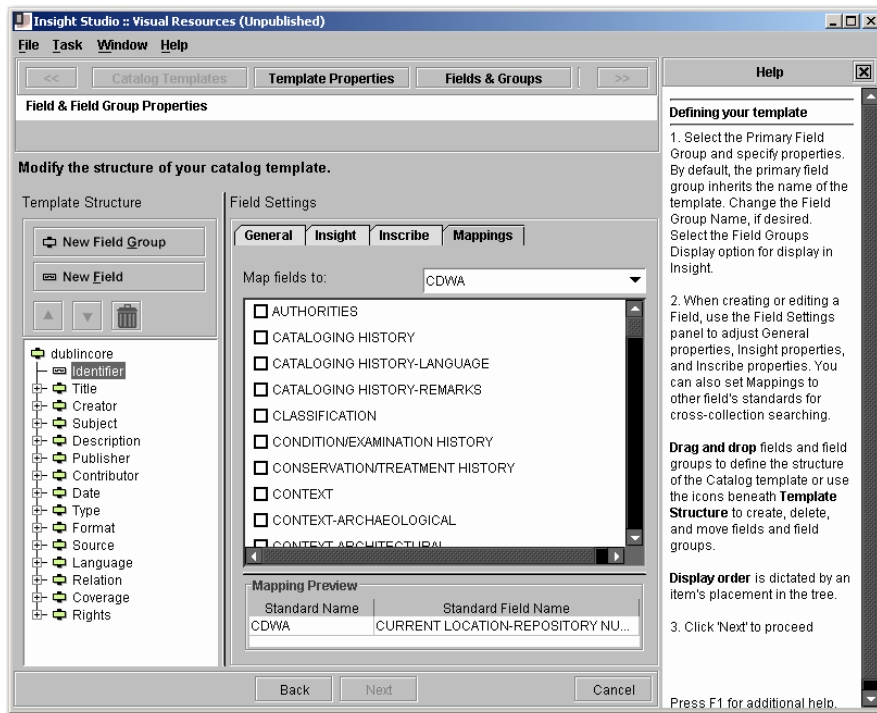 Insight Studio :: Visual Resources (Unpublished)
File Task Window Help
<< Catalog Templates Template Properties Fields & Groups >>
Field & Field Group Properties
Modify the structure of your catalog template.
Template Structure
New Field Group
New Field
dublincore
Identifier
Title
Creator
Subject
Description
Publisher
Contributor
Date
Type
Format
Source
Language
Relation
Coverage
Rights
Field Settings
General Insight Inscribe Mappings
Map fields to: CDWA
AUTHORITIES
CATALOGING HISTORY
CATALOGING HISTORY-LANGUAGE
CATALOGING HISTORY-REMARKS
CLASSIFICATION
CONDITION/EXAMINATION HISTORY
CONSERVATION/TREATMENT HISTORY
CONTEXT
CONTEXT-ARCHAEOLOGICAL
CONTEXT-ARCHITECTURAL
Mapping Preview
Standard Name Standard Field Name
CDWA CURRENT LOCATION-REPOSITORY NU...
Back Next Cancel
Help
Defining your template
1. Select the Primary Field
Group and specify properties.
By default, the primary field
group inherits the name of the
template. Change the Field
Group Name, if desired.
Select the Field Groups
Display option for display in
Insight.
2. When creating or editing a
Field, use the Field Settings
panel to adjust General
properties, Insight properties,
and Inscribe properties. You
can also set Mappings to
other field's standards for
cross-collection searching.
Drag and drop fields and field
groups to define the structure
of the Catalog template or use
the icons beneath Template
Structure to create, delete,
and move fields and field
groups.
Display order is dictated by an
item's placement in the tree.
3. Click 'Next' to proceed
Press F1 for additional help.